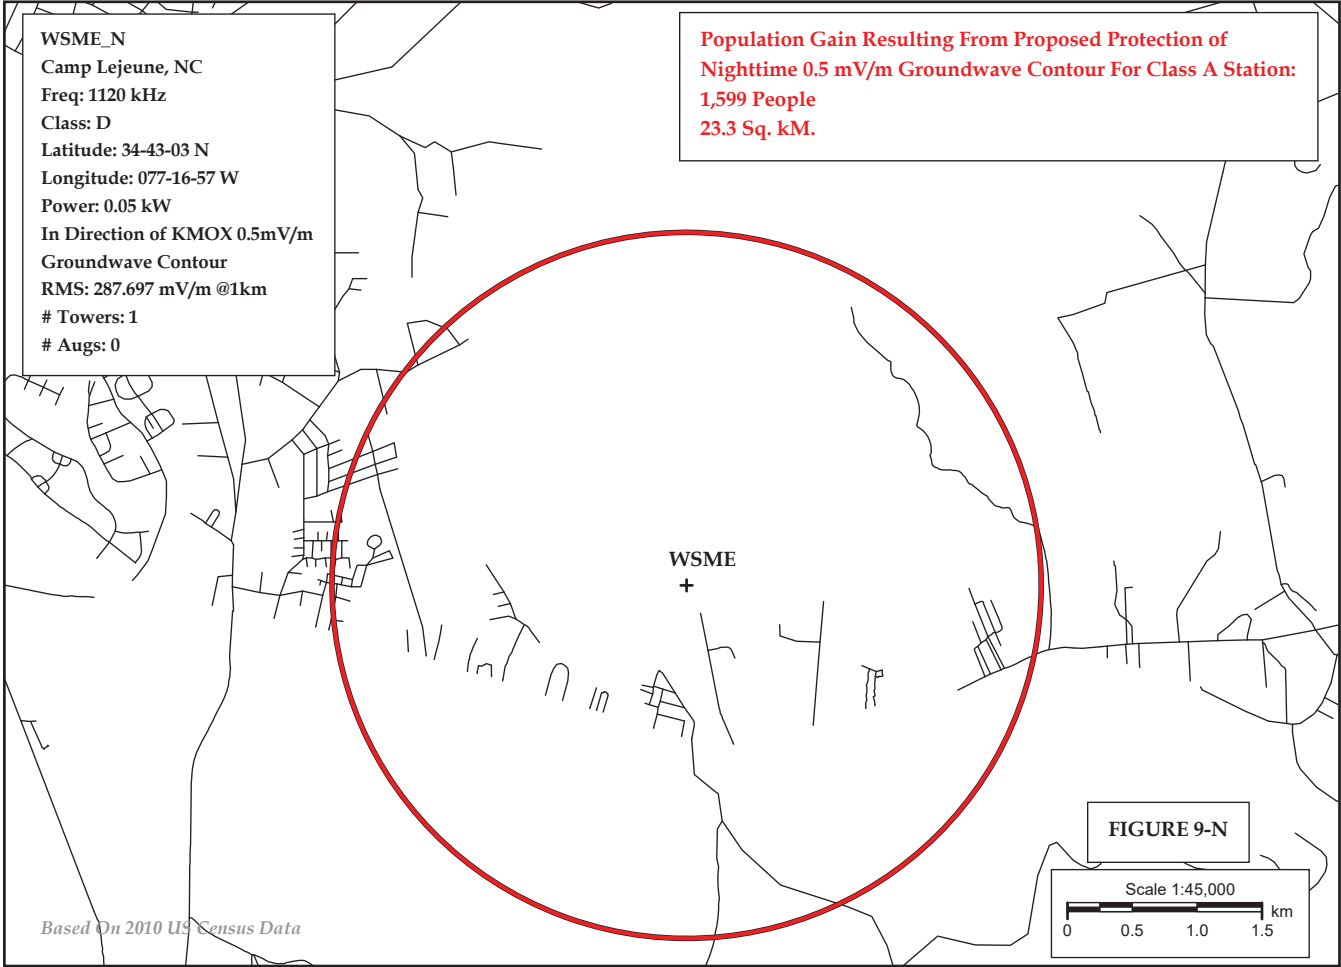 WSME_N
Camp Lejeune, NC
Freq: 1120 kHz
Class: D
Latitude: 34-43-03 N
Longitude: 077-16-57 W
Power: 0.05 kW
In Direction of KMOX 0.5mV/m
Groundwave Contour
RMS: 287.697 mV/m @1km
# Towers: 1
# Augs: 0
Population Gain Resulting From Proposed Protection of
Nighttime 0.5 mV/m Groundwave Contour For Class A Station:
1,599 People
23.3 Sq. kM.
WSME
FIGURE 9-N
Scale 1:45,000
km
0 0.5 1.0 1.5
Based On 2010 US Census Data